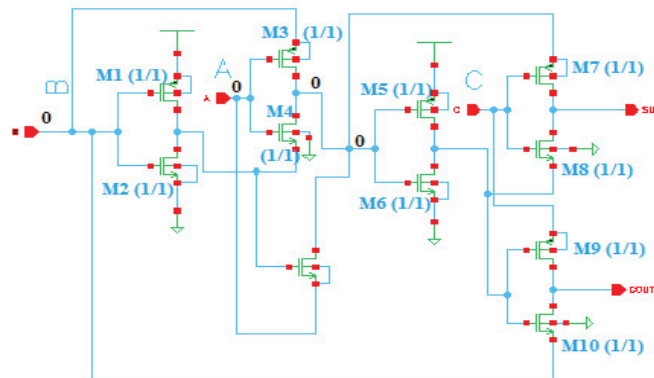 M3
(1/1)
B
M1 (1/1)
A
0
A
0
0
M4
(1/1)
M2 (1/1)
0
M5
(1/1)
M6 (1/1)
C
C
M7
(1/1)
SU
M8 (1/1)
M9
(1/1)
COUT
M10 (1/1)